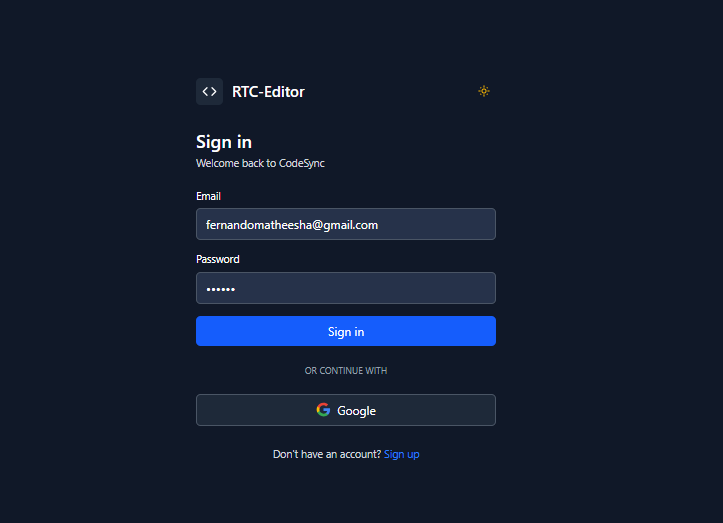 RTC-Editor
Sign in
Welcome back to CodeSync
Email
fernandomatheesha@gmail.com
Password
••••••
Sign in
OR CONTINUE WITH
Google
Don't have an account? Sign up